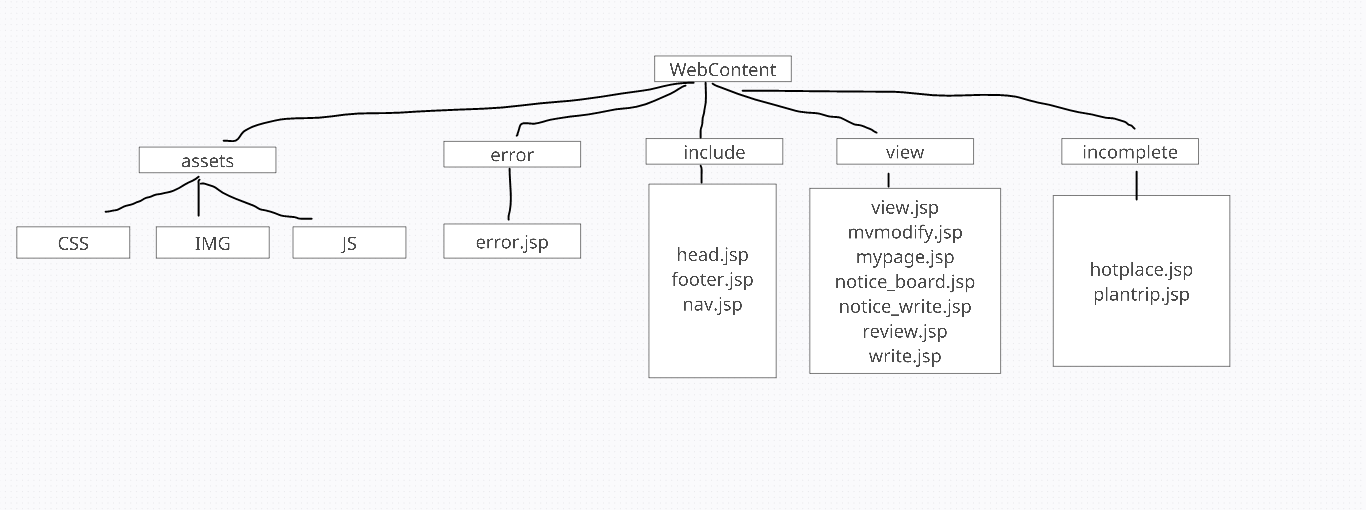 WebContent
assets
error
include
view
incomplete
CSS
IMG
JS
error.jsp
head.jsp
footer.jsp
nav.jsp
view.jsp
mvmodify.jsp
mypage.jsp
notice_board.jsp
notice_write.jsp
review.jsp
write.jsp
hotplace.jsp
plantrip.jsp